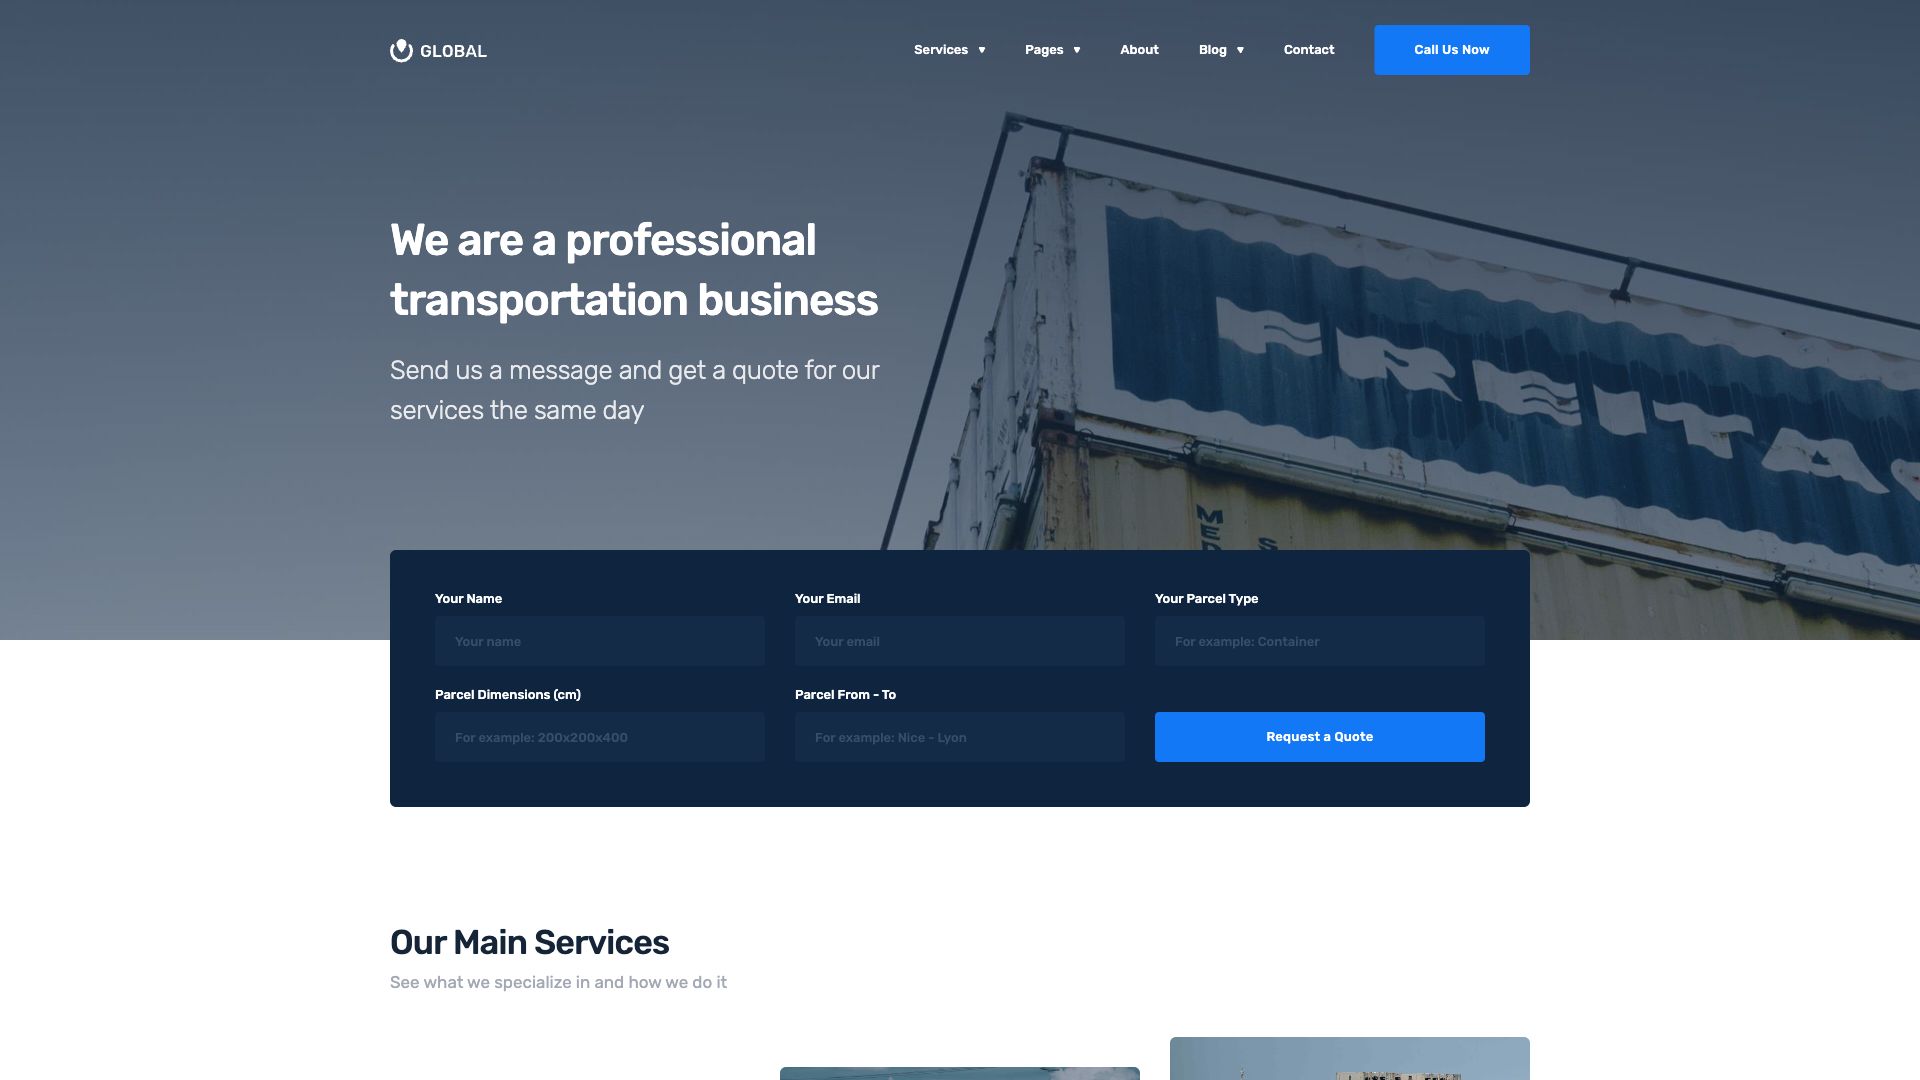 GLOBAL
Services
Pages
About
Blog
Contact
Call Us Now
We are a professional
transportation business
Send us a message and get a quote for our
services the same day
FREITAG
MED
S
Your Name
Your Email
Your Parcel Type
Your name
Your email
For example: Container
Parcel Dimensions (cm)
Parcel From - To
For example: 200x200x400
For example: Nice - Lyon
Request a Quote
Our Main Services
See what we specialize in and how we do it